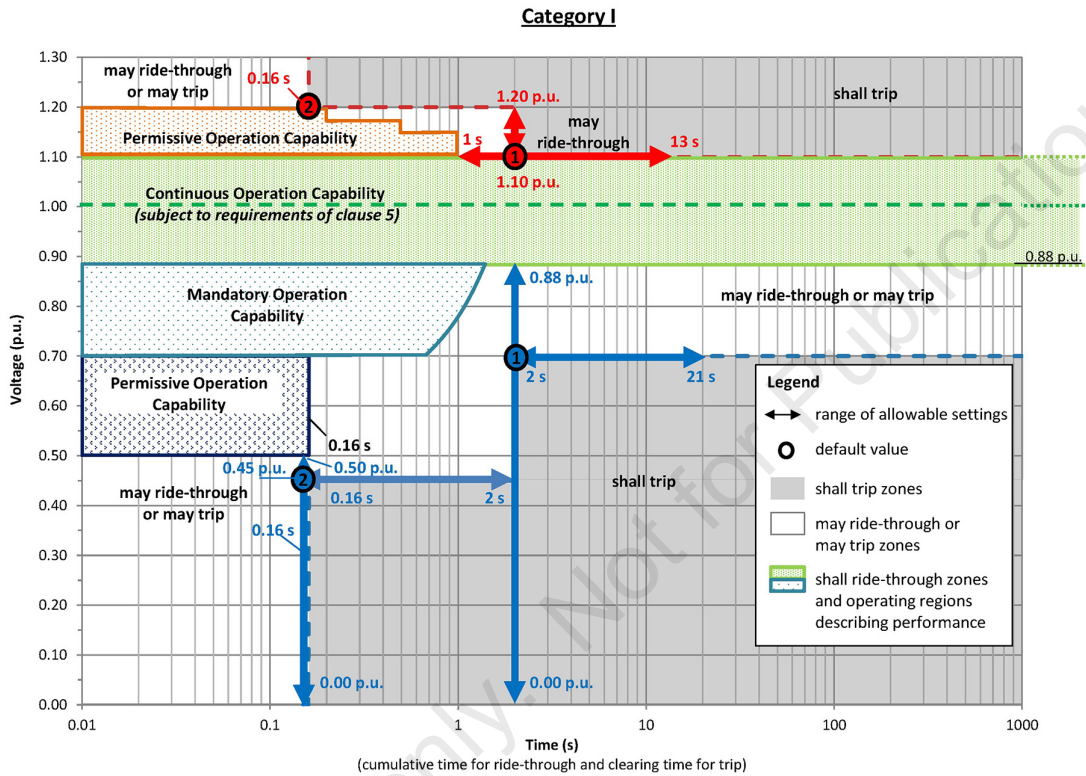 Category I
1.30
1.20
1.10
1.00
0.90
0.80
0.70
0.60
0.50
0.40
0.30
0.20
0.10
0.00
Voltage (p.u.)
may ride-through
or may trip
0.16 s
2
1.20 p.u.
shall trip
Permissive Operation Capability
may
ride-through
1 s
13 s
1
1.10 p.u.
Continuous Operation Capability
(subject to requirements of clause 5)
0.88 p.u.
0.88 p.u.
Mandatory Operation
Capability
may ride-through or may trip
1
2 s
21 s
Permissive Operation
Capability
0.16 s
0.45 p.u.
0.50 p.u.
2
0.16 s
2 s
shall trip
may ride-through
or may trip
0.16 s
0.00 p.u.
0.00 p.u.
Legend
range of allowable settings
default value
shall trip zones
may ride-through or
may trip zones
shall ride-through zones
and operating regions
describing performance
0.01
0.1
1
10
100
1000
Time (s)
(cumulative time for ride-through and clearing time for trip)
only. Not for Publication